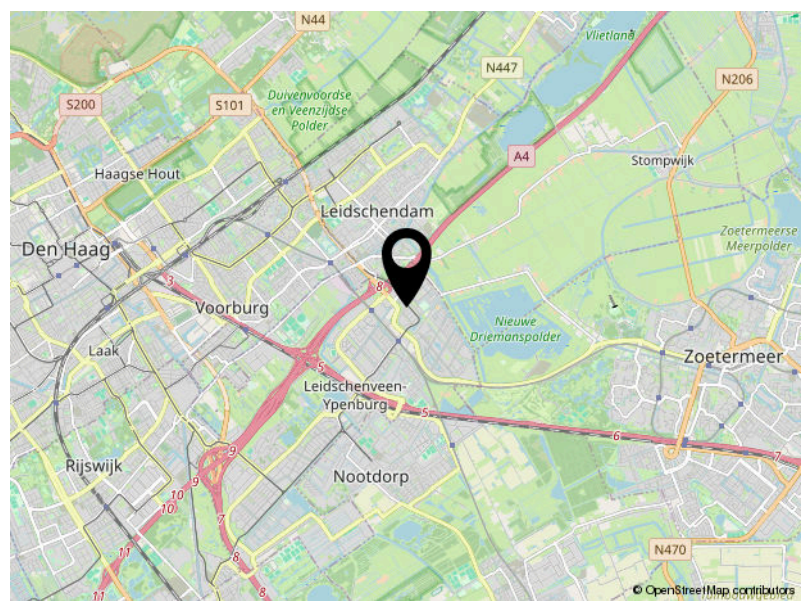 N44
Vlietland
N447
N206
Duivenvoordse
en Veenzijdse
Polder
S200
S101
A4
Stompwijk
Haagse Hout
Leidschendam
Zoetermeerse
Meerpolder
Den Haag
3
8
Voorburg
Nieuwe
Driemanspolder
Laak
5
Zoetermeer
Leidschenveen-
Ypenburg
5
6
9
9
7
Rijswijk
10
Nootdorp
10
7
11
8
N470
11
8
© OpenStreetMap contributors